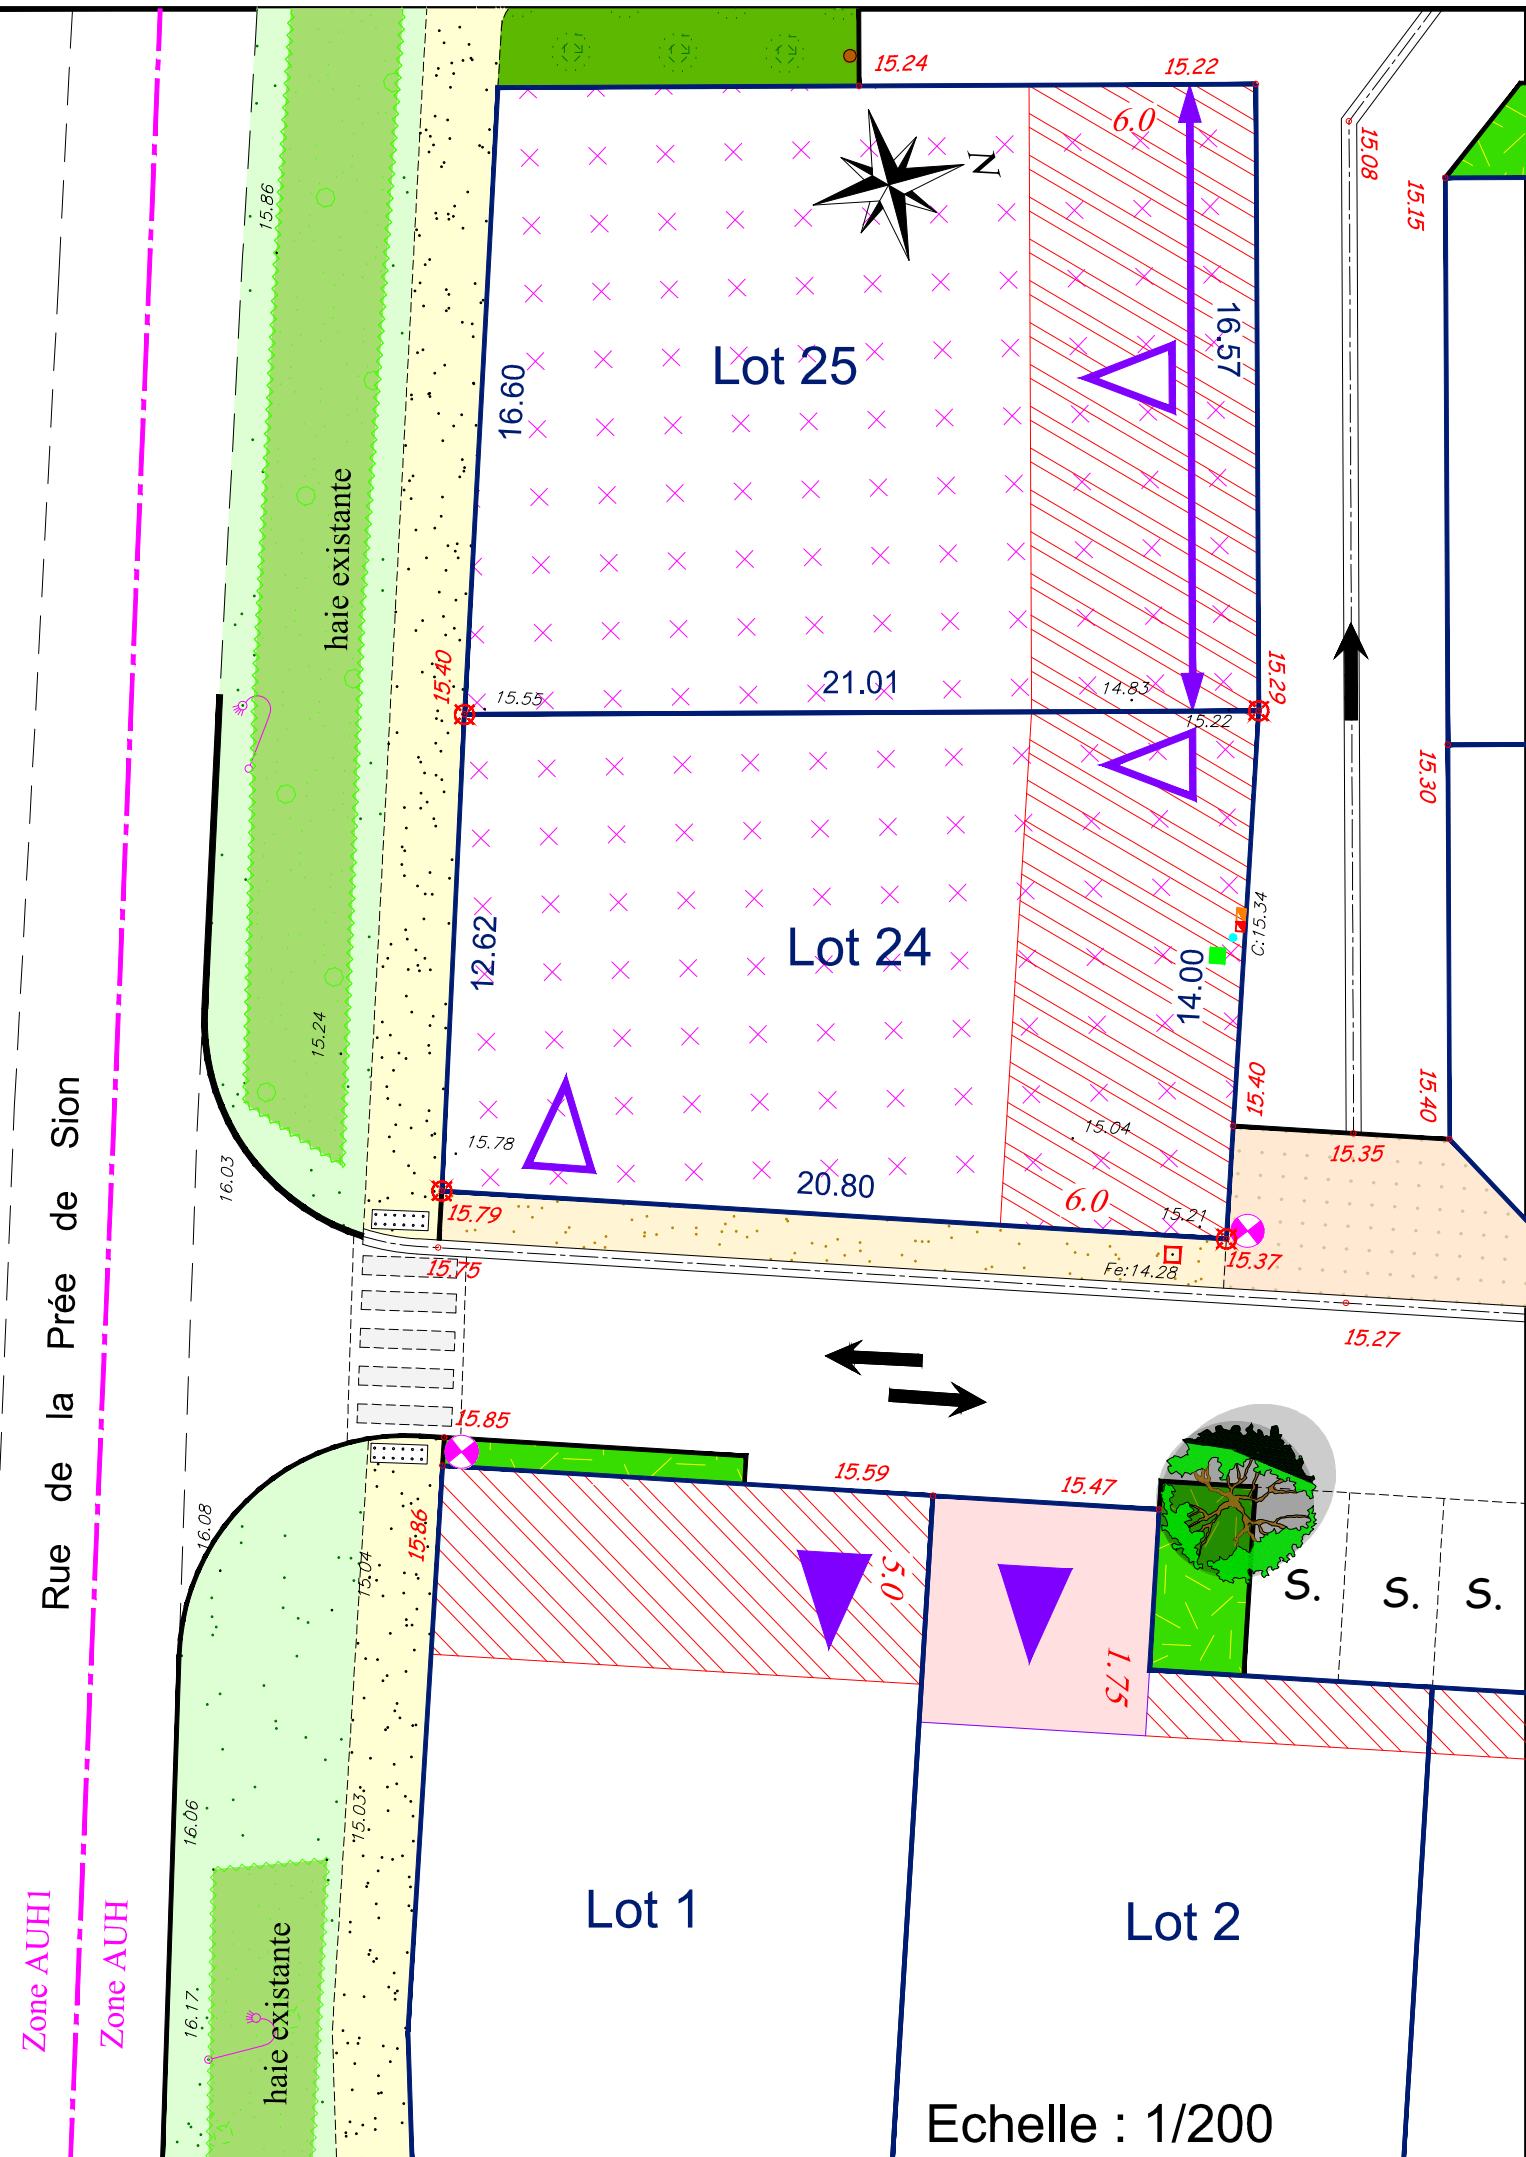 15.24
15.22
6.0
N
15.08
15.15
15.86
16.57
Lot 25
16.60
haie existante
15.40
15.55
21.01
14.83
15.22
15.29
15.30
12.62
Lot 24
14.00
C:15.34
15.24
15.40
15.40
15.04
15.78
20.80
6.0
15.35
16.03
15.79
15.21
15.37
15.75
Fe:14.28
15.27
Rue de la Prée de Sion
15.85
15.59
15.47
16.08
15.04
15.86
5.0
1.75
S.
S.
S.
16.06
15.03
Lot 1
Lot 2
Zone AUH1
Zone AUH
16.17
haie existante
Echelle : 1/200